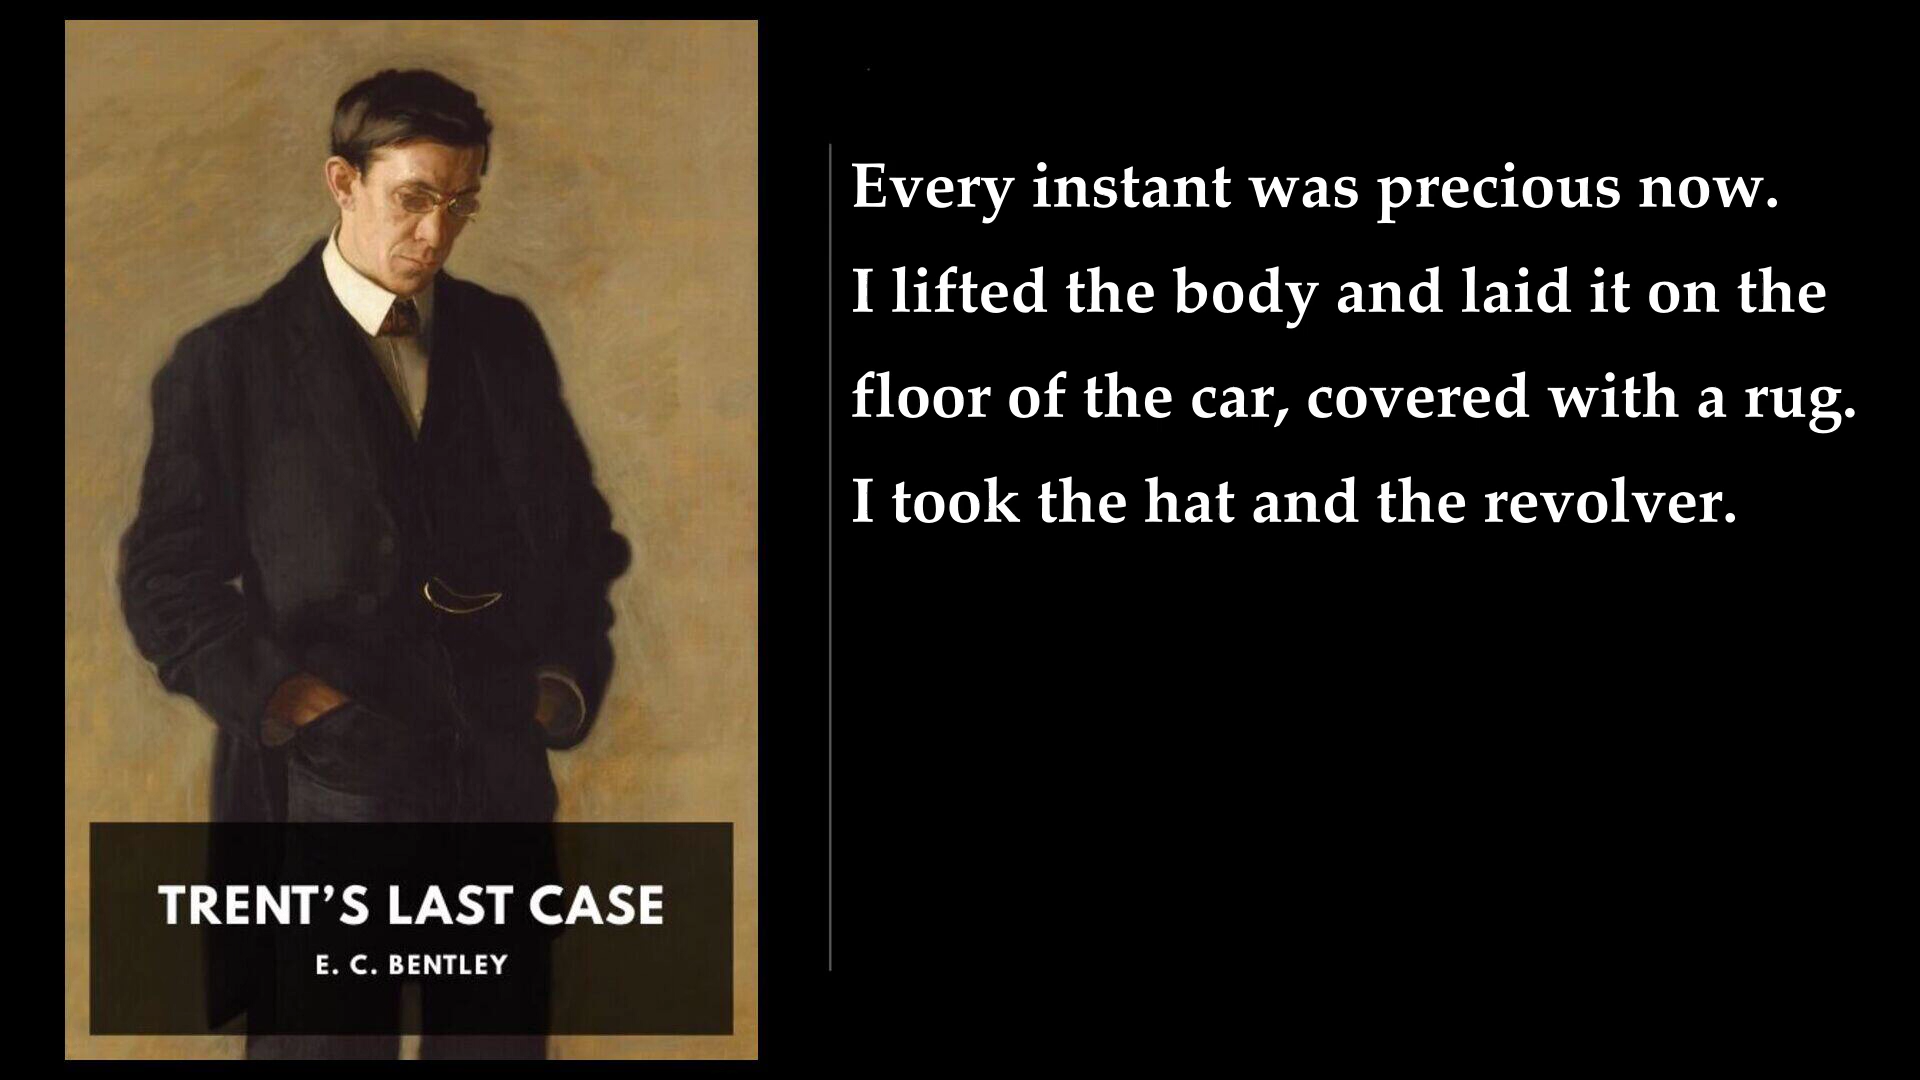 TRENT’S LAST CASE
E. C. BENTLEY
Every instant was precious now.
I lifted the body and laid it on the
floor of the car, covered with a rug.
I took the hat and the revolver.